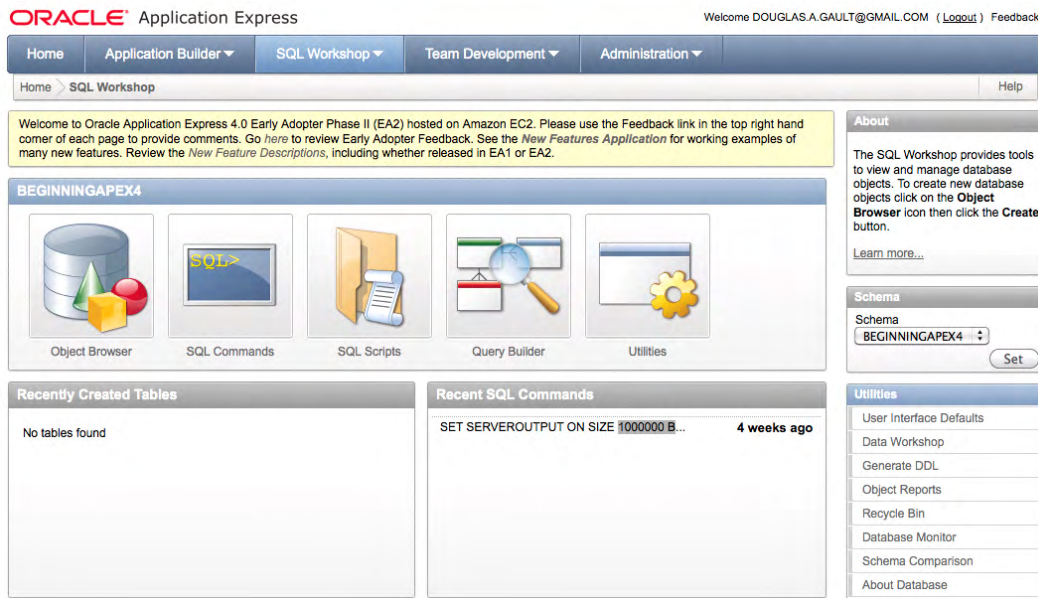 ORACLE Application Express
Welcome DOUGLAS.A.GAULT@GMAIL.COM ( Logout ) Feedback
Home Application Builder SQL Workshop Team Development Administration
Home SQL Workshop Help
Welcome to Oracle Application Express 4.0 Early Adopter Phase II (EA2) hosted on Amazon EC2. Please use the Feedback link in the top right hand
corner of each page to provide comments. Go here to review Early Adopter Feedback. See the New Features Application for working examples of
many new features. Review the New Feature Descriptions, including whether released in EA1 or EA2.
BEGINNINGAPEX4
SQL>
Object Browser SQL Commands SQL Scripts Query Builder Utilities
Recently Created Tables
No tables found
Recent SQL Commands
SET SERVEROUTPUT ON SIZE 1000000 B... 4 weeks ago
About
The SQL Workshop provides tools
to view and manage database
objects. To create new database
objects click on the Object
Browser icon then click the Create
button.
Learn more...
Schema
Schema
BEGINNINGAPEX4
Set
Utilities
User Interface Defaults
Data Workshop
Generate DDL
Object Reports
Recycle Bin
Database Monitor
Schema Comparison
About Database